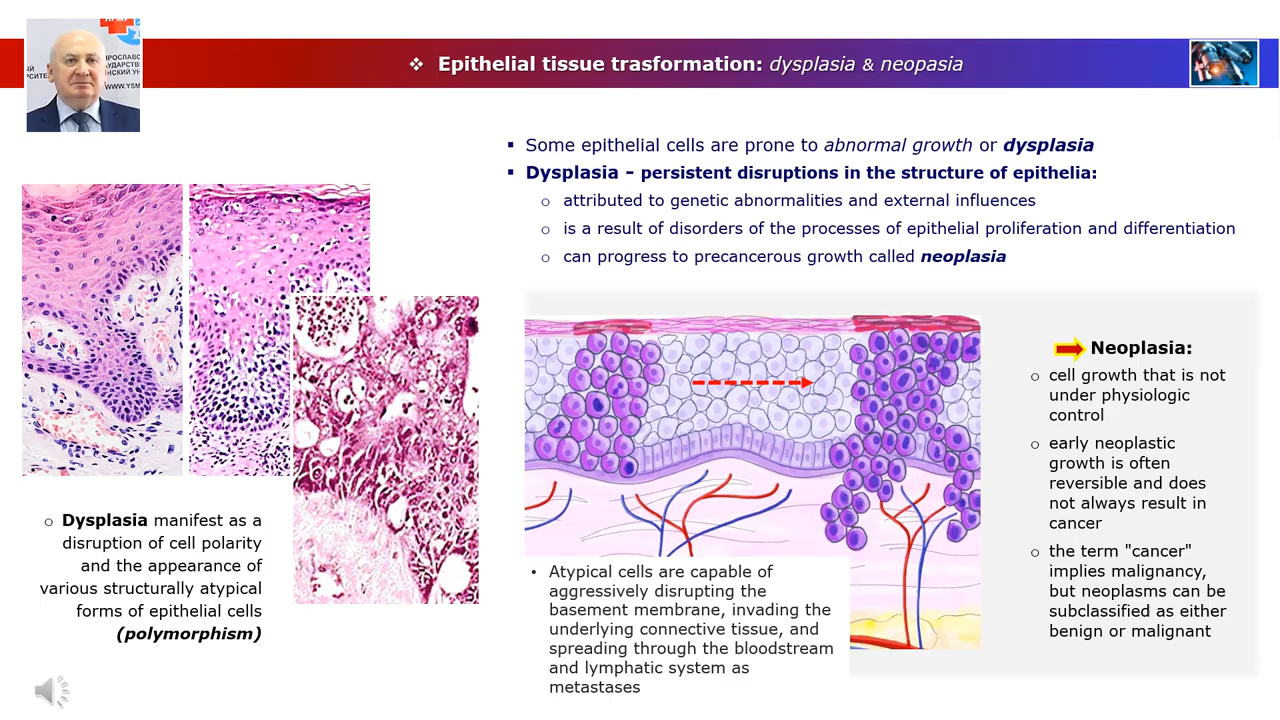 ❖ Epithelial tissue trasformation: dysplasia & neopasia
WWW.YSM
▪ Some epithelial cells are prone to abnormal growth or dysplasia
▪ Dysplasia – persistent disruptions in the structure of epithelia:
o attributed to genetic abnormalities and external influences
o is a result of disorders of the processes of epithelial proliferation and differentiation
o can progress to precancerous growth called neoplasia
o Dysplasia manifest as a
disruption of cell polarity
and the appearance of
various structurally atypical
forms of epithelial cells
(polymorphism)
• Atypical cells are capable of
aggressively disrupting the
basement membrane, invading the
underlying connective tissue, and
spreading through the bloodstream
and lymphatic system as
metastases
Neoplasia:
o cell growth that is not
under physiologic
control
o early neoplastic
growth is often
reversible and does
not always result in
cancer
o the term "cancer"
implies malignancy,
but neoplasms can be
subclassified as either
benign or malignant